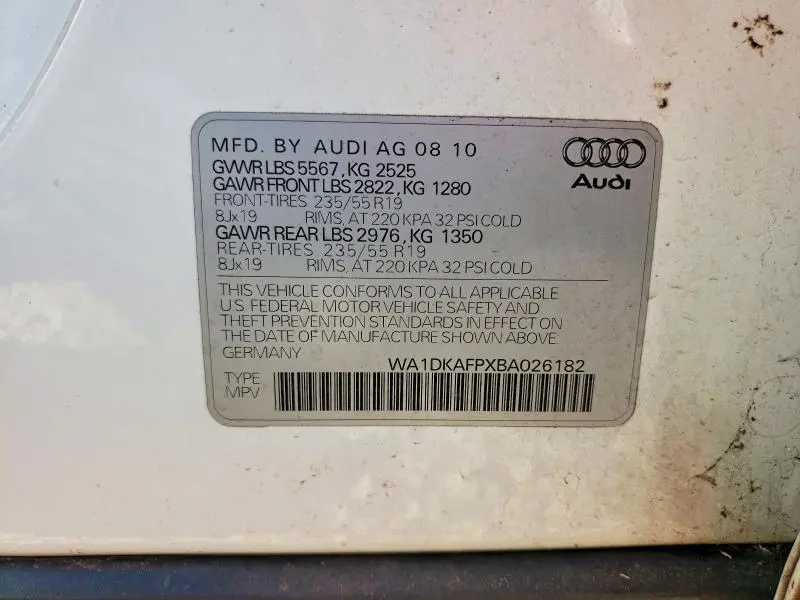 MFD. BY AUDI AG 08 10
GVWR LBS 5567, KG 2525
GAWR FRONT LBS 2822, KG 1280
FRONT-TIRES 235/55 R19
8Jx19 RIMS, AT 220 KPA 32 PSI COLD
GAWR REAR LBS 2976, KG 1350
REAR-TIRES 235/55 R19
8Jx19 RIMS, AT 220 KPA 32 PSI COLD
Audi
THIS VEHICLE CONFORMS TO ALL APPLICABLE
U.S. FEDERAL MOTOR VEHICLE SAFETY AND
THEFT PREVENTION STANDARDS IN EFFECT ON
THE DATE OF MANUFACTURE SHOWN ABOVE
GERMANY
WA1DKAFPXBA026182
TYPE
MPV